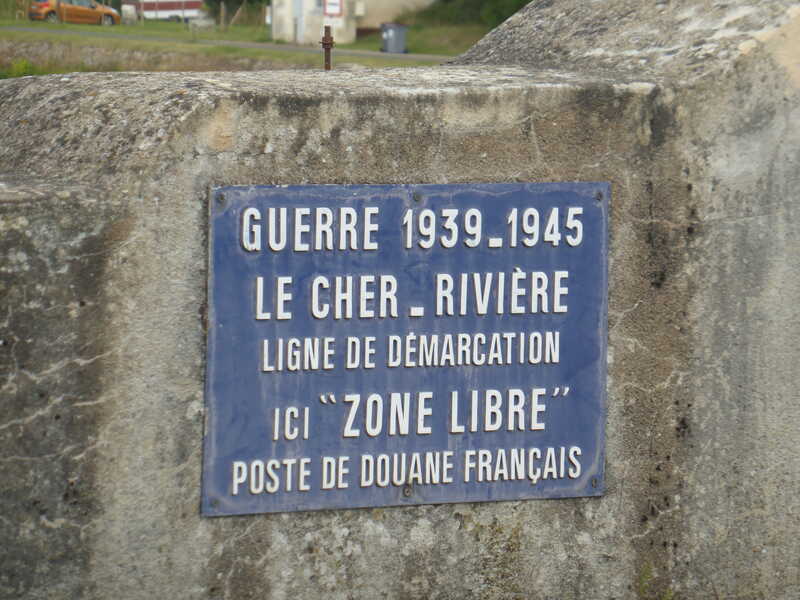 GUERRE 1939-1945
LE CHER-RIVIÈRE
LIGNE DE DÉMARCATION
ICI "ZONE LIBRE"
POSTE DE DOUANE FRANÇAIS